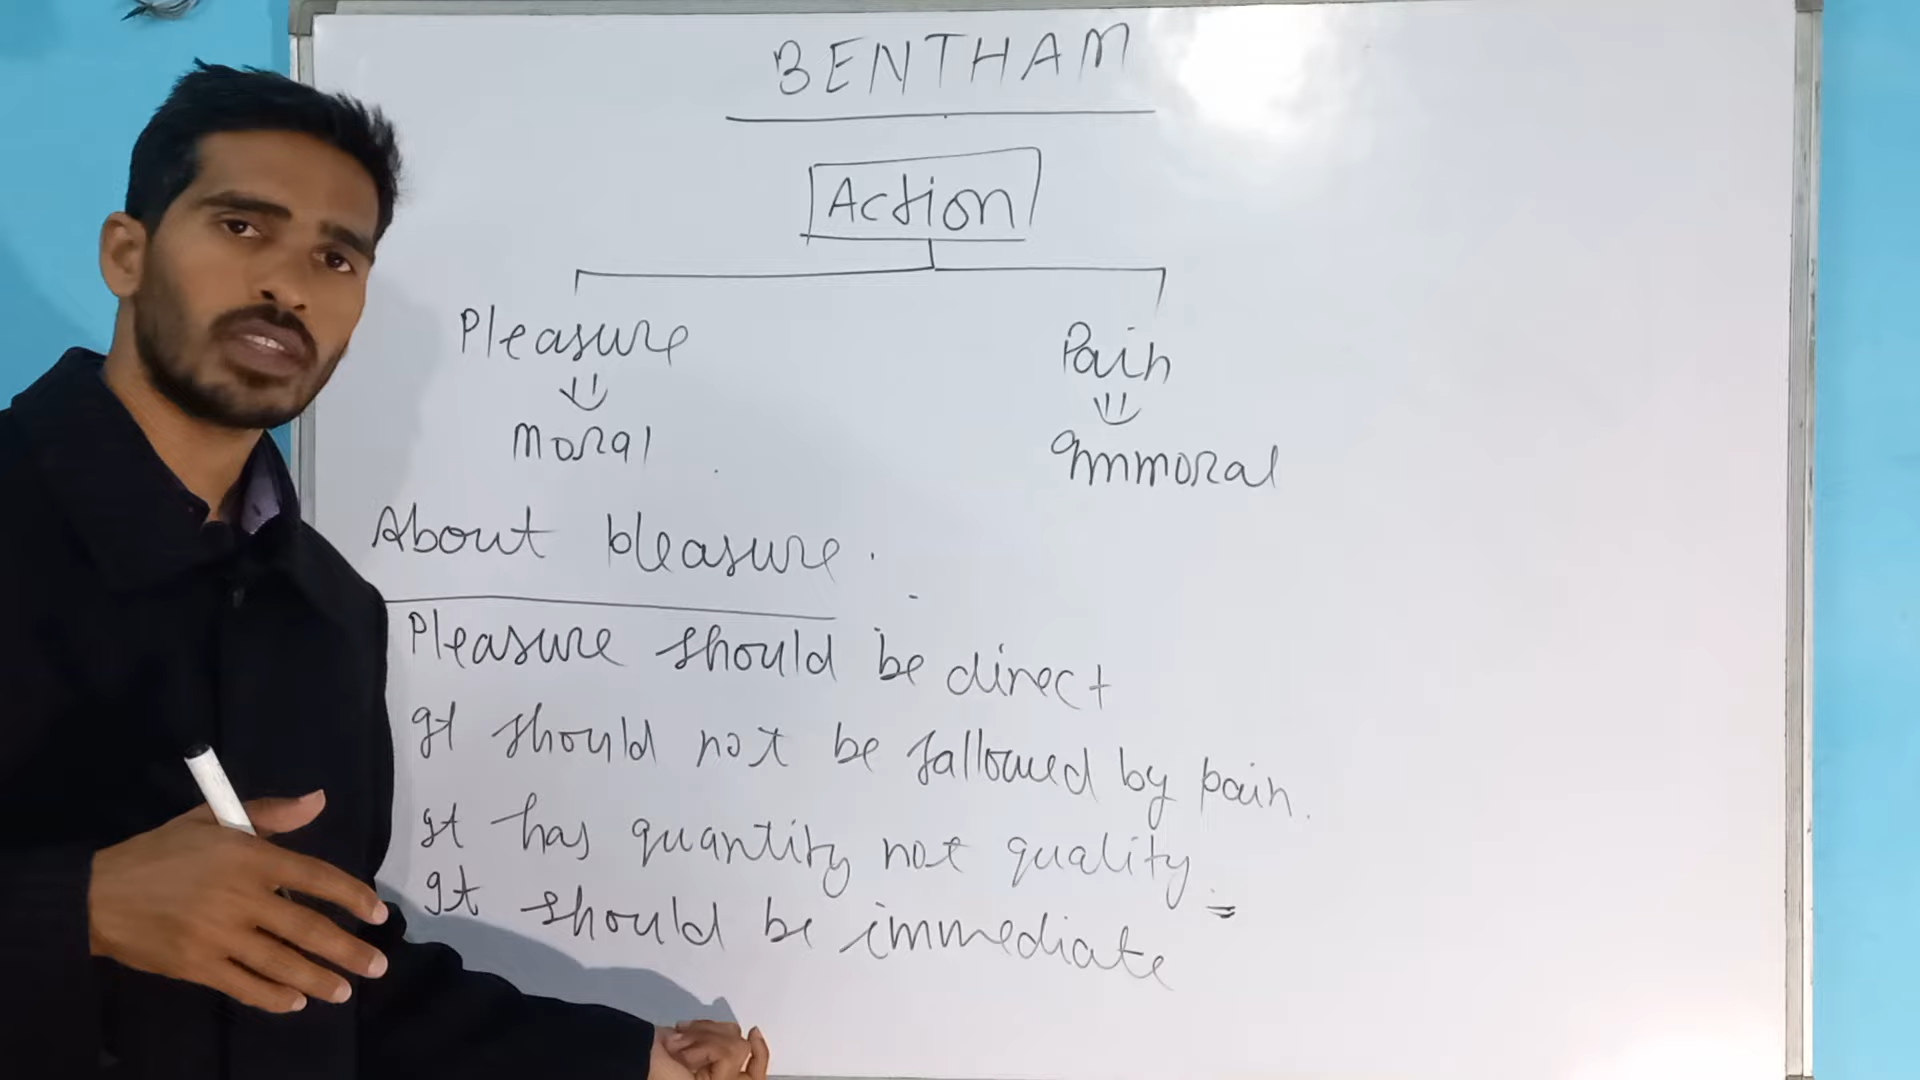 BENTHAM
Action
Pleasure
Pain
Moral
Immoral
About pleasure.
Pleasure should be direct
It should not be fallowed by pain.
It has quantity not quality
It should be immediate